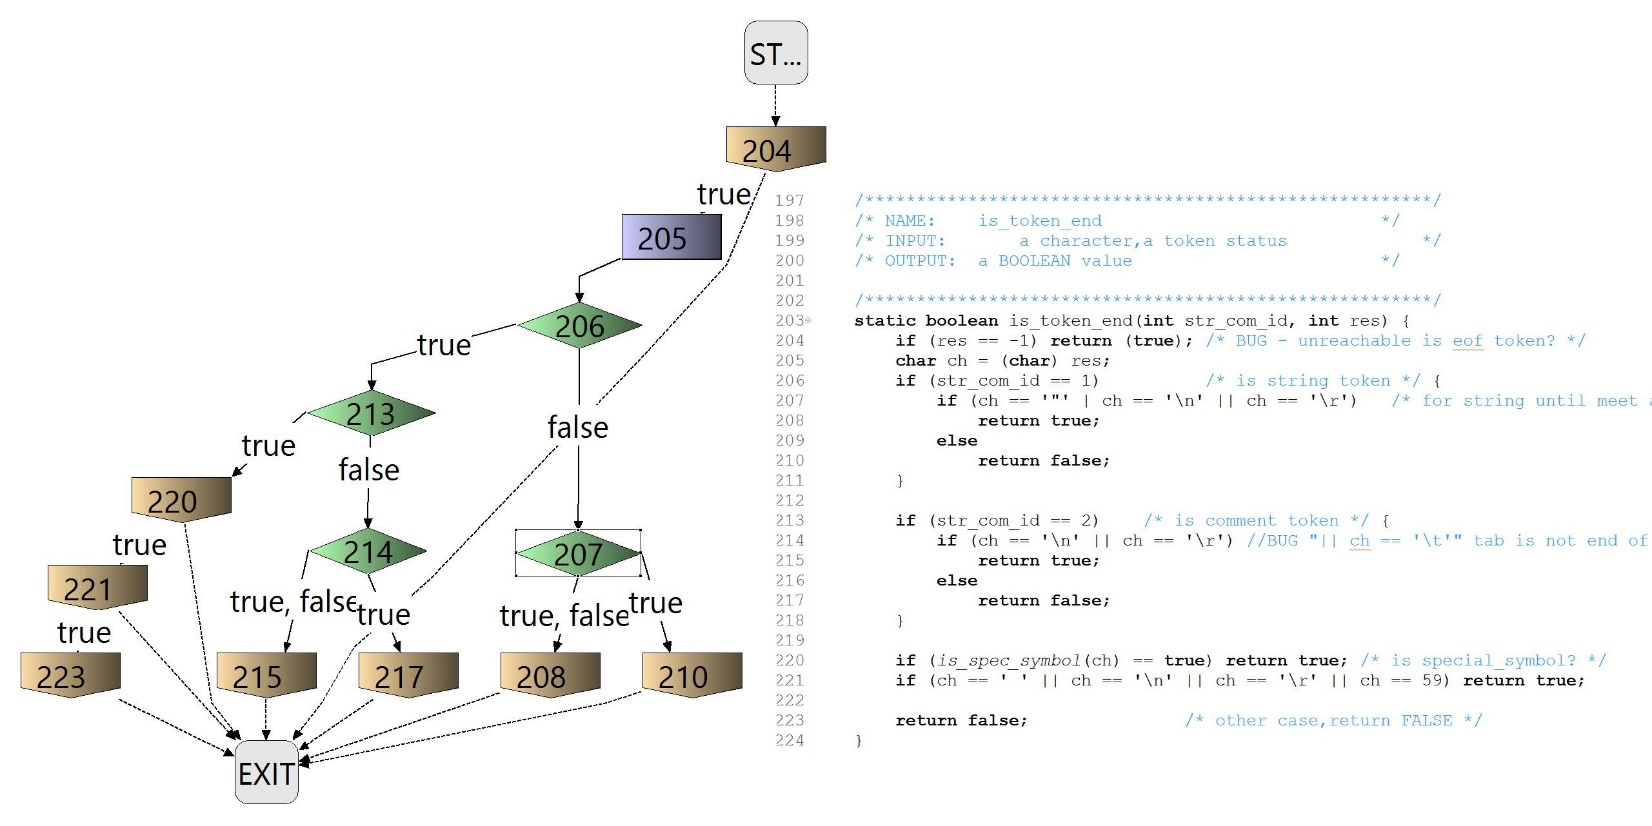 ST...
204
true
205
206
true
213
false
true
false
220
214
207
true
221
true, false
true
true, false
true
true
223
215
217
208
210
EXIT
197 /*******************************************************/
198 /* NAME: is_token_end */
199 /* INPUT: a character,a token status */
200 /* OUTPUT: a BOOLEAN value */
201
202 /*******************************************************/
203 static boolean is_token_end(int str_com_id, int res) {
204 if (res == -1) return (true); /* BUG - unreachable is eof token? */
205 char ch = (char) res;
206 if (str_com_id == 1) /* is string token */ {
207 if (ch == '"' | ch == '\n' || ch == '\r') /* for string until meet
208 return true;
209 else
210 return false;
211 }
212
213 if (str_com_id == 2) /* is comment token */ {
214 if (ch == '\n' || ch == '\r') //BUG "|| ch == '\t'" tab is not end of
215 return true;
216 else
217 return false;
218 }
219
220 if (is_spec_symbol(ch) == true) return true; /* is special_symbol? */
221 if (ch == ' ' || ch == '\n' || ch == '\r' || ch == 59) return true;
222
223 return false; /* other case,return FALSE */
224 }